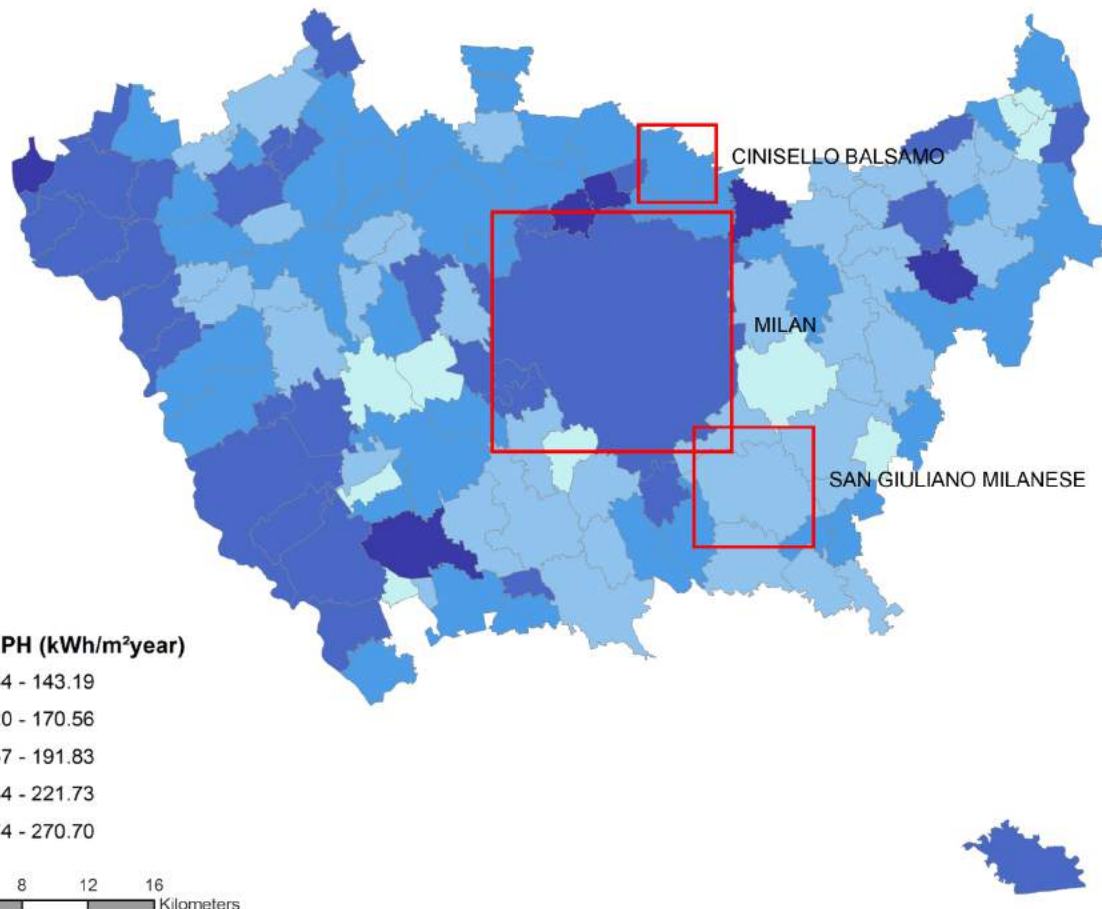 CINISELLO BALSAMO
MILAN
SAN GIULIANO MILANESE
PH (kWh/m²year)
4 - 143.19
0 - 170.56
7 - 191.83
4 - 221.73
4 - 270.70
8 12 16
Kilometers